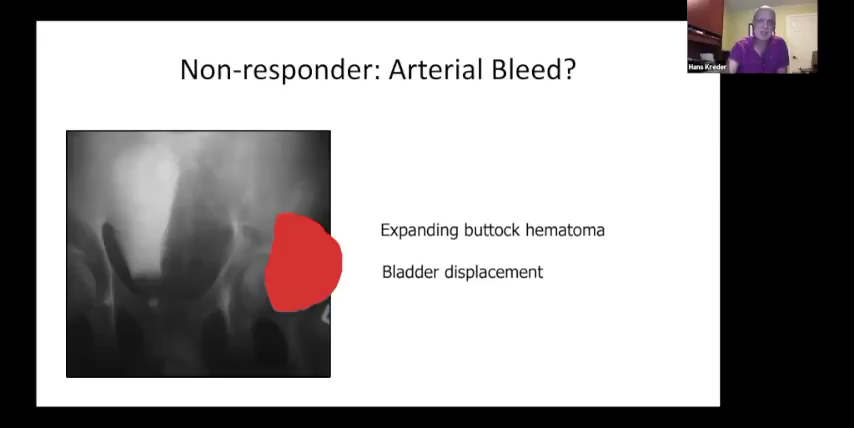 Non-responder: Arterial Bleed?
Hans Kreder
Expanding buttock hematoma
Bladder displacement